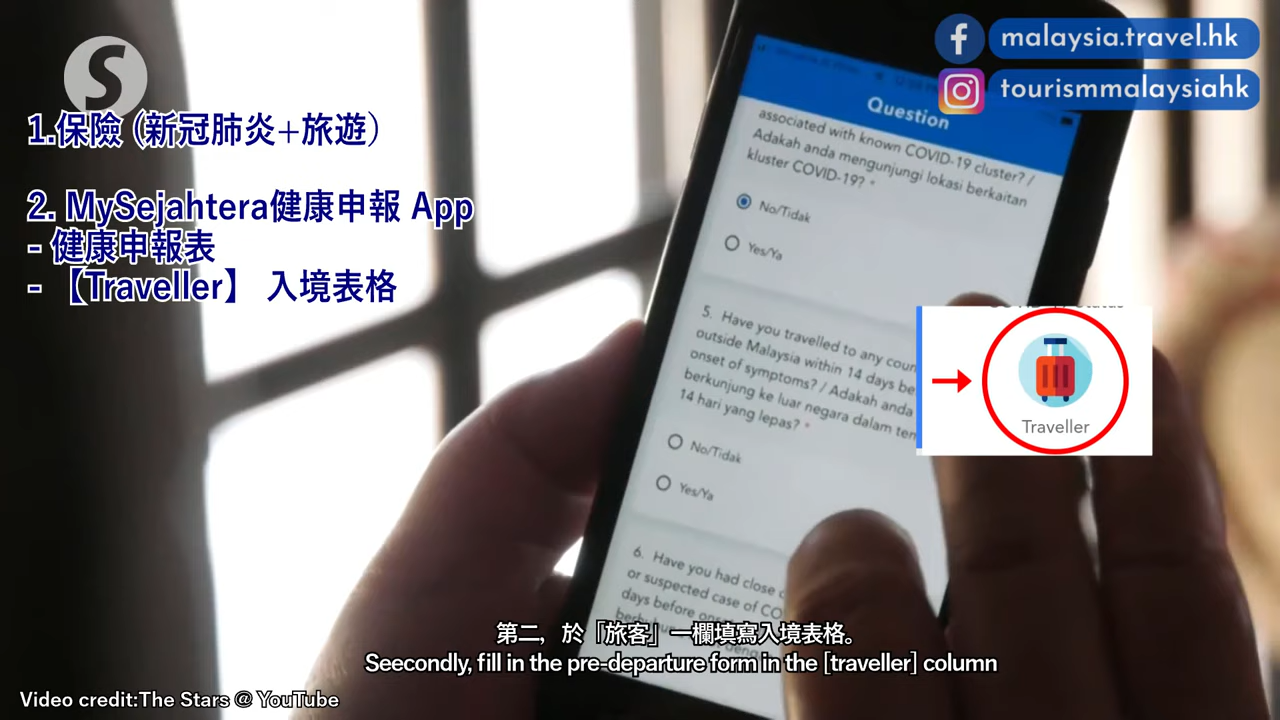 malaysia.travel.hk
tourismmalaysiahk
S
1.保險 (新冠肺炎+旅遊)
2. MySejahtera健康申報 App
- 健康申報表
- 【Traveller】 入境表格
Question
associated with known COVID-19 cluster? /
Adakah anda mengunjungi lokasi berkaitan
kluster COVID-19? *
No/Tidak
Yes/Ya
5. Have you travelled to any
outside Malaysia within 14 days
onset of symptoms? / Adakah anda
berkunjung ke luar negara dalam
14 hari yang lepas? *
No/Tidak
Yes/Ya
6. Have you had close
or suspected case of
days before
Traveller
第二，於「旅客」一欄填寫入境表格。
Seecondly, fill in the pre-departure form in the [traveller] column
Video credit:The Stars @ YouTube